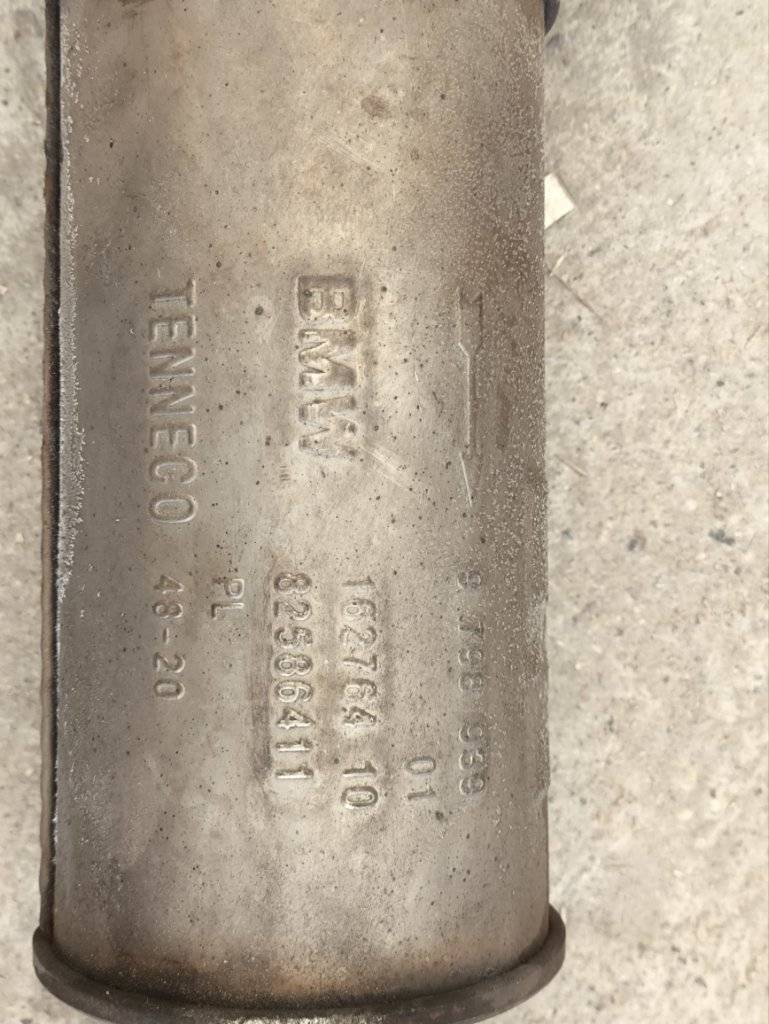 9 798 939
01
BMW
162764 10
82586411
PL
TENNECO 48-20